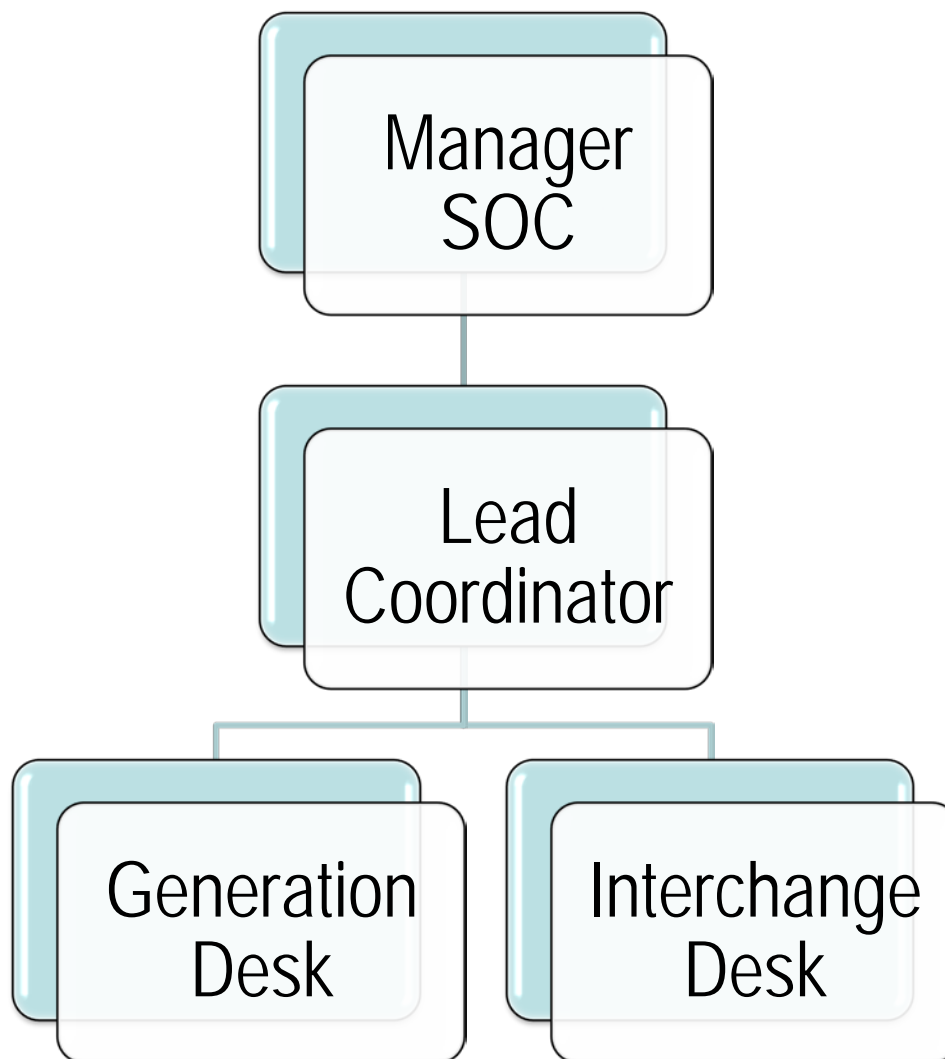 Manager
SOC
Lead
Coordinator
Generation
Desk
Interchange
Desk